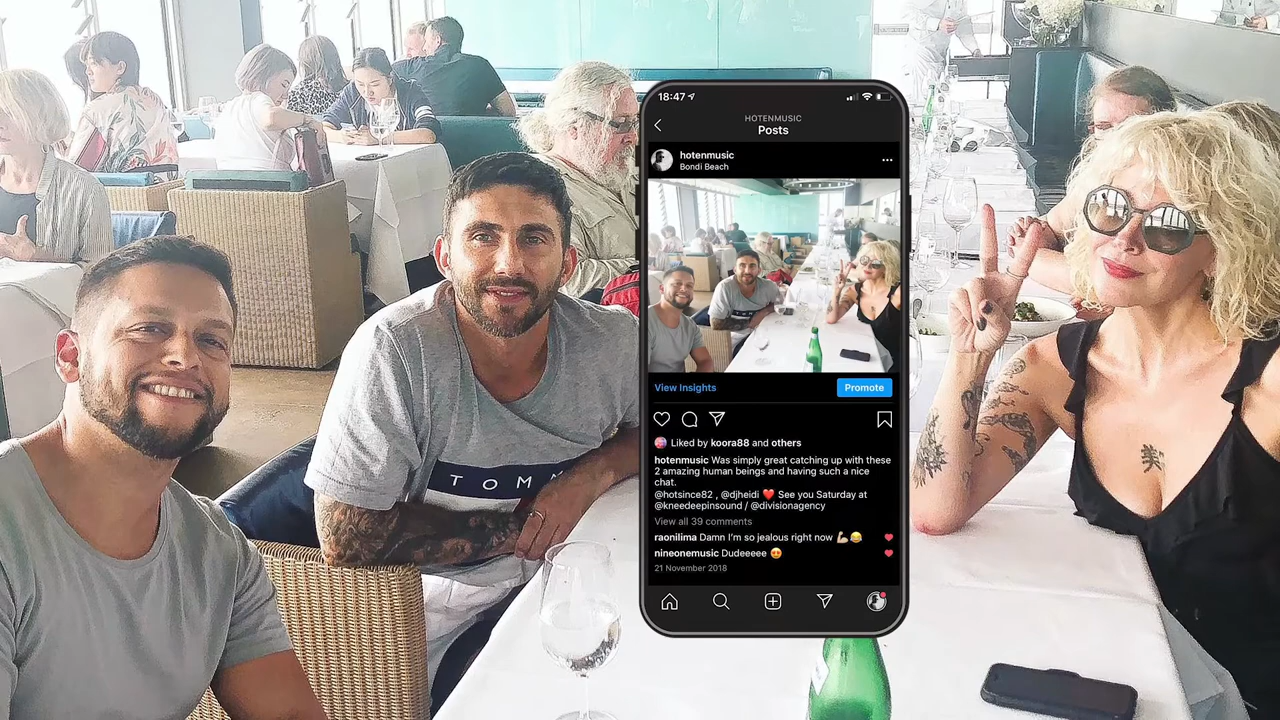 18:47
HOTENMUSIC
Posts
hotenmusic
Bondi Beach
View Insights
Promote
Liked by koora88 and others
hotenmusic Was simply great catching up with these
2 amazing human beings and having such a nice
chat.
@hotsince82 , @djheidi ❤️ See you Saturday at
@kneedeepinsound / @divisionagency
View all 39 comments
raonilima Damn I'm so jealous right now 💪🏼😂
nineonemusic Dudeeeee 😍
21 November 2018
TOMM
美